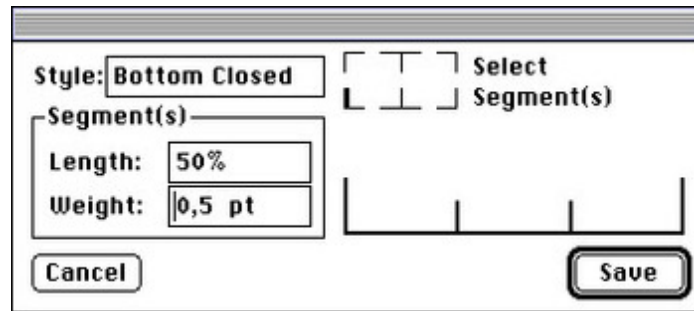 Style: Bottom Closed
Select
Segment(s)
Segment(s)
Length: 50%
Weight: 0,5 pt
Cancel
Save